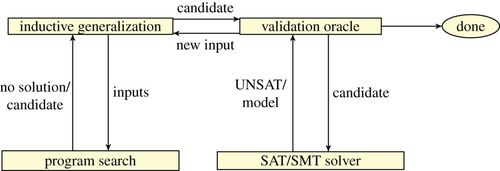 candidate
inductive generalization
validation oracle
done
new input
no solution/
candidate
inputs
UNSAT/
model
candidate
program search
SAT/SMT solver